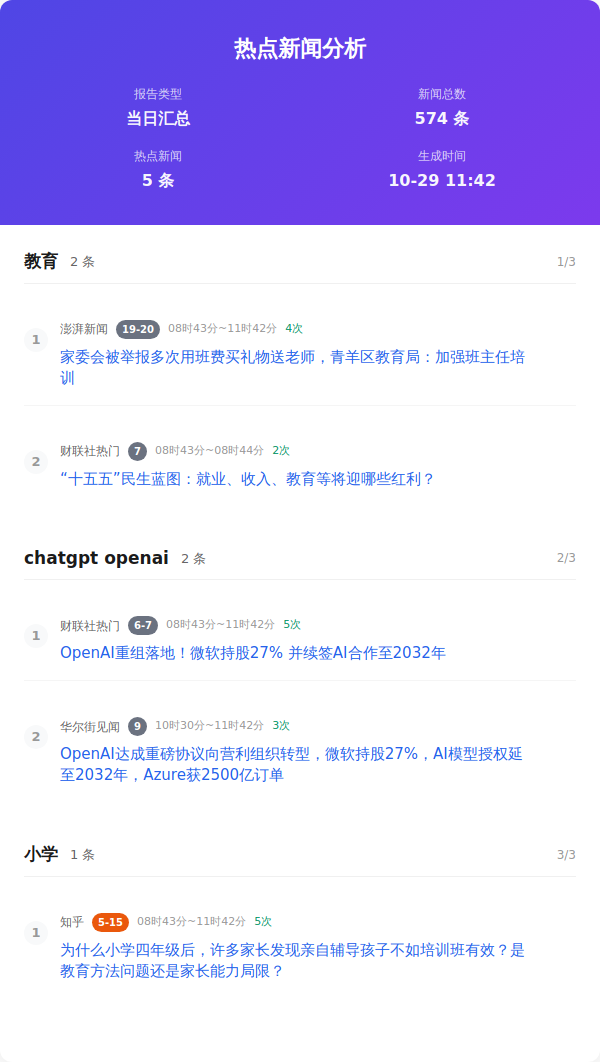 热点新闻分析
报告类型
新闻总数
当日汇总
574 条
热点新闻
生成时间
5 条
10-29 11:42
教育 2 条 1/3
1 澎湃新闻 19-20 08时43分~11时42分 4次
家委会被举报多次用班费买礼物送老师，青羊区教育局：加强班主任培
训
2 财联社热门 7 08时43分~08时44分 2次
“十五五”民生蓝图：就业、收入、教育等将迎哪些红利？
chatgpt openai 2 条 2/3
1 财联社热门 6-7 08时43分~11时42分 5次
OpenAI重组落地！微软持股27% 并续签AI合作至2032年
2 华尔街见闻 9 10时30分~11时42分 3次
OpenAI达成重磅协议向营利组织转型，微软持股27%，AI模型授权延
至2032年，Azure获2500亿订单
小学 1 条 3/3
1 知乎 5-15 08时43分~11时42分 5次
为什么小学四年级后，许多家长发现亲自辅导孩子不如培训班有效？是
教育方法问题还是家长能力局限？